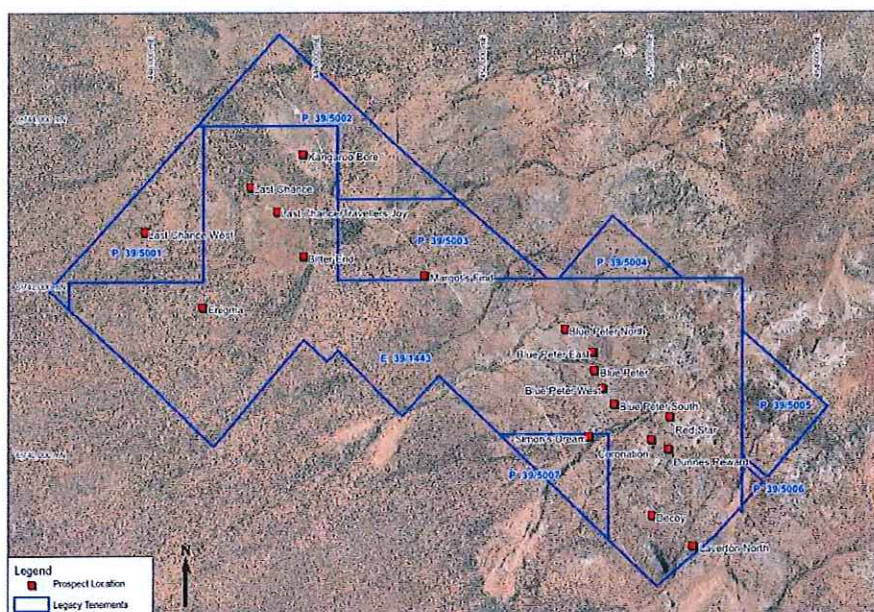 P 39/5002
Kangaroo Bore
Last Chance
Last Chance/Travellers Joy
Last Chance West
P 39/5001
P 39/5003
Bitter End
P 39/5004
Margot's Find
Enigma
Blue Peter North
Blue Peter East
E 39/1443
Blue Peter
Blue Peter West
Blue Peter South
P 39/5005
Red Star
Simon's Dream
Coronation
Dunnes Reward
P 39/5007
P 39/5006
Decoy
Laverton North
Legend
N
Prospect Location
Legacy Tenements